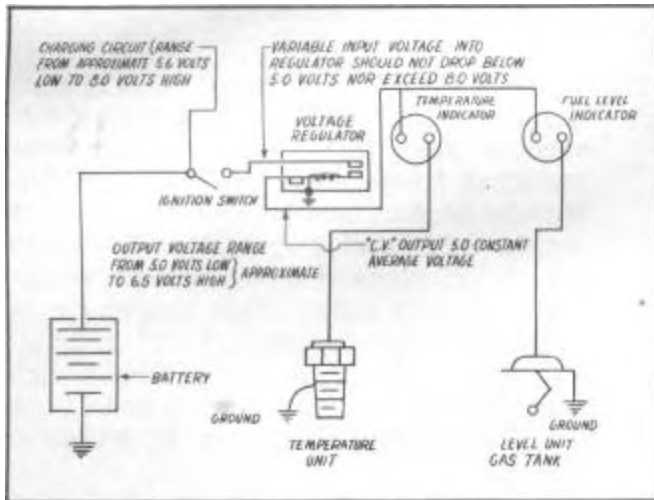 CHARGING CIRCUIT (RANGE
FROM APPROXIMATE 5.6 VOLTS
LOW TO 8.0 VOLTS HIGH
VARIABLE INPUT VOLTAGE INTO
REGULATOR SHOULD NOT DROP BELOW
5.0 VOLTS NOR EXCEED 8.0 VOLTS
TEMPERATURE
INDICATOR
FUEL LEVEL
INDICATOR
VOLTAGE
REGULATOR
IGNITION SWITCH
OUTPUT VOLTAGE RANGE
FROM 5.0 VOLTS LOW
TO 6.5 VOLTS HIGH
APPROXIMATE
"C.V." OUTPUT 5.0 CONSTANT
AVERAGE VOLTAGE
BATTERY
GROUND
TEMPERATURE
UNIT
GROUND
LEVEL UNIT
GAS TANK